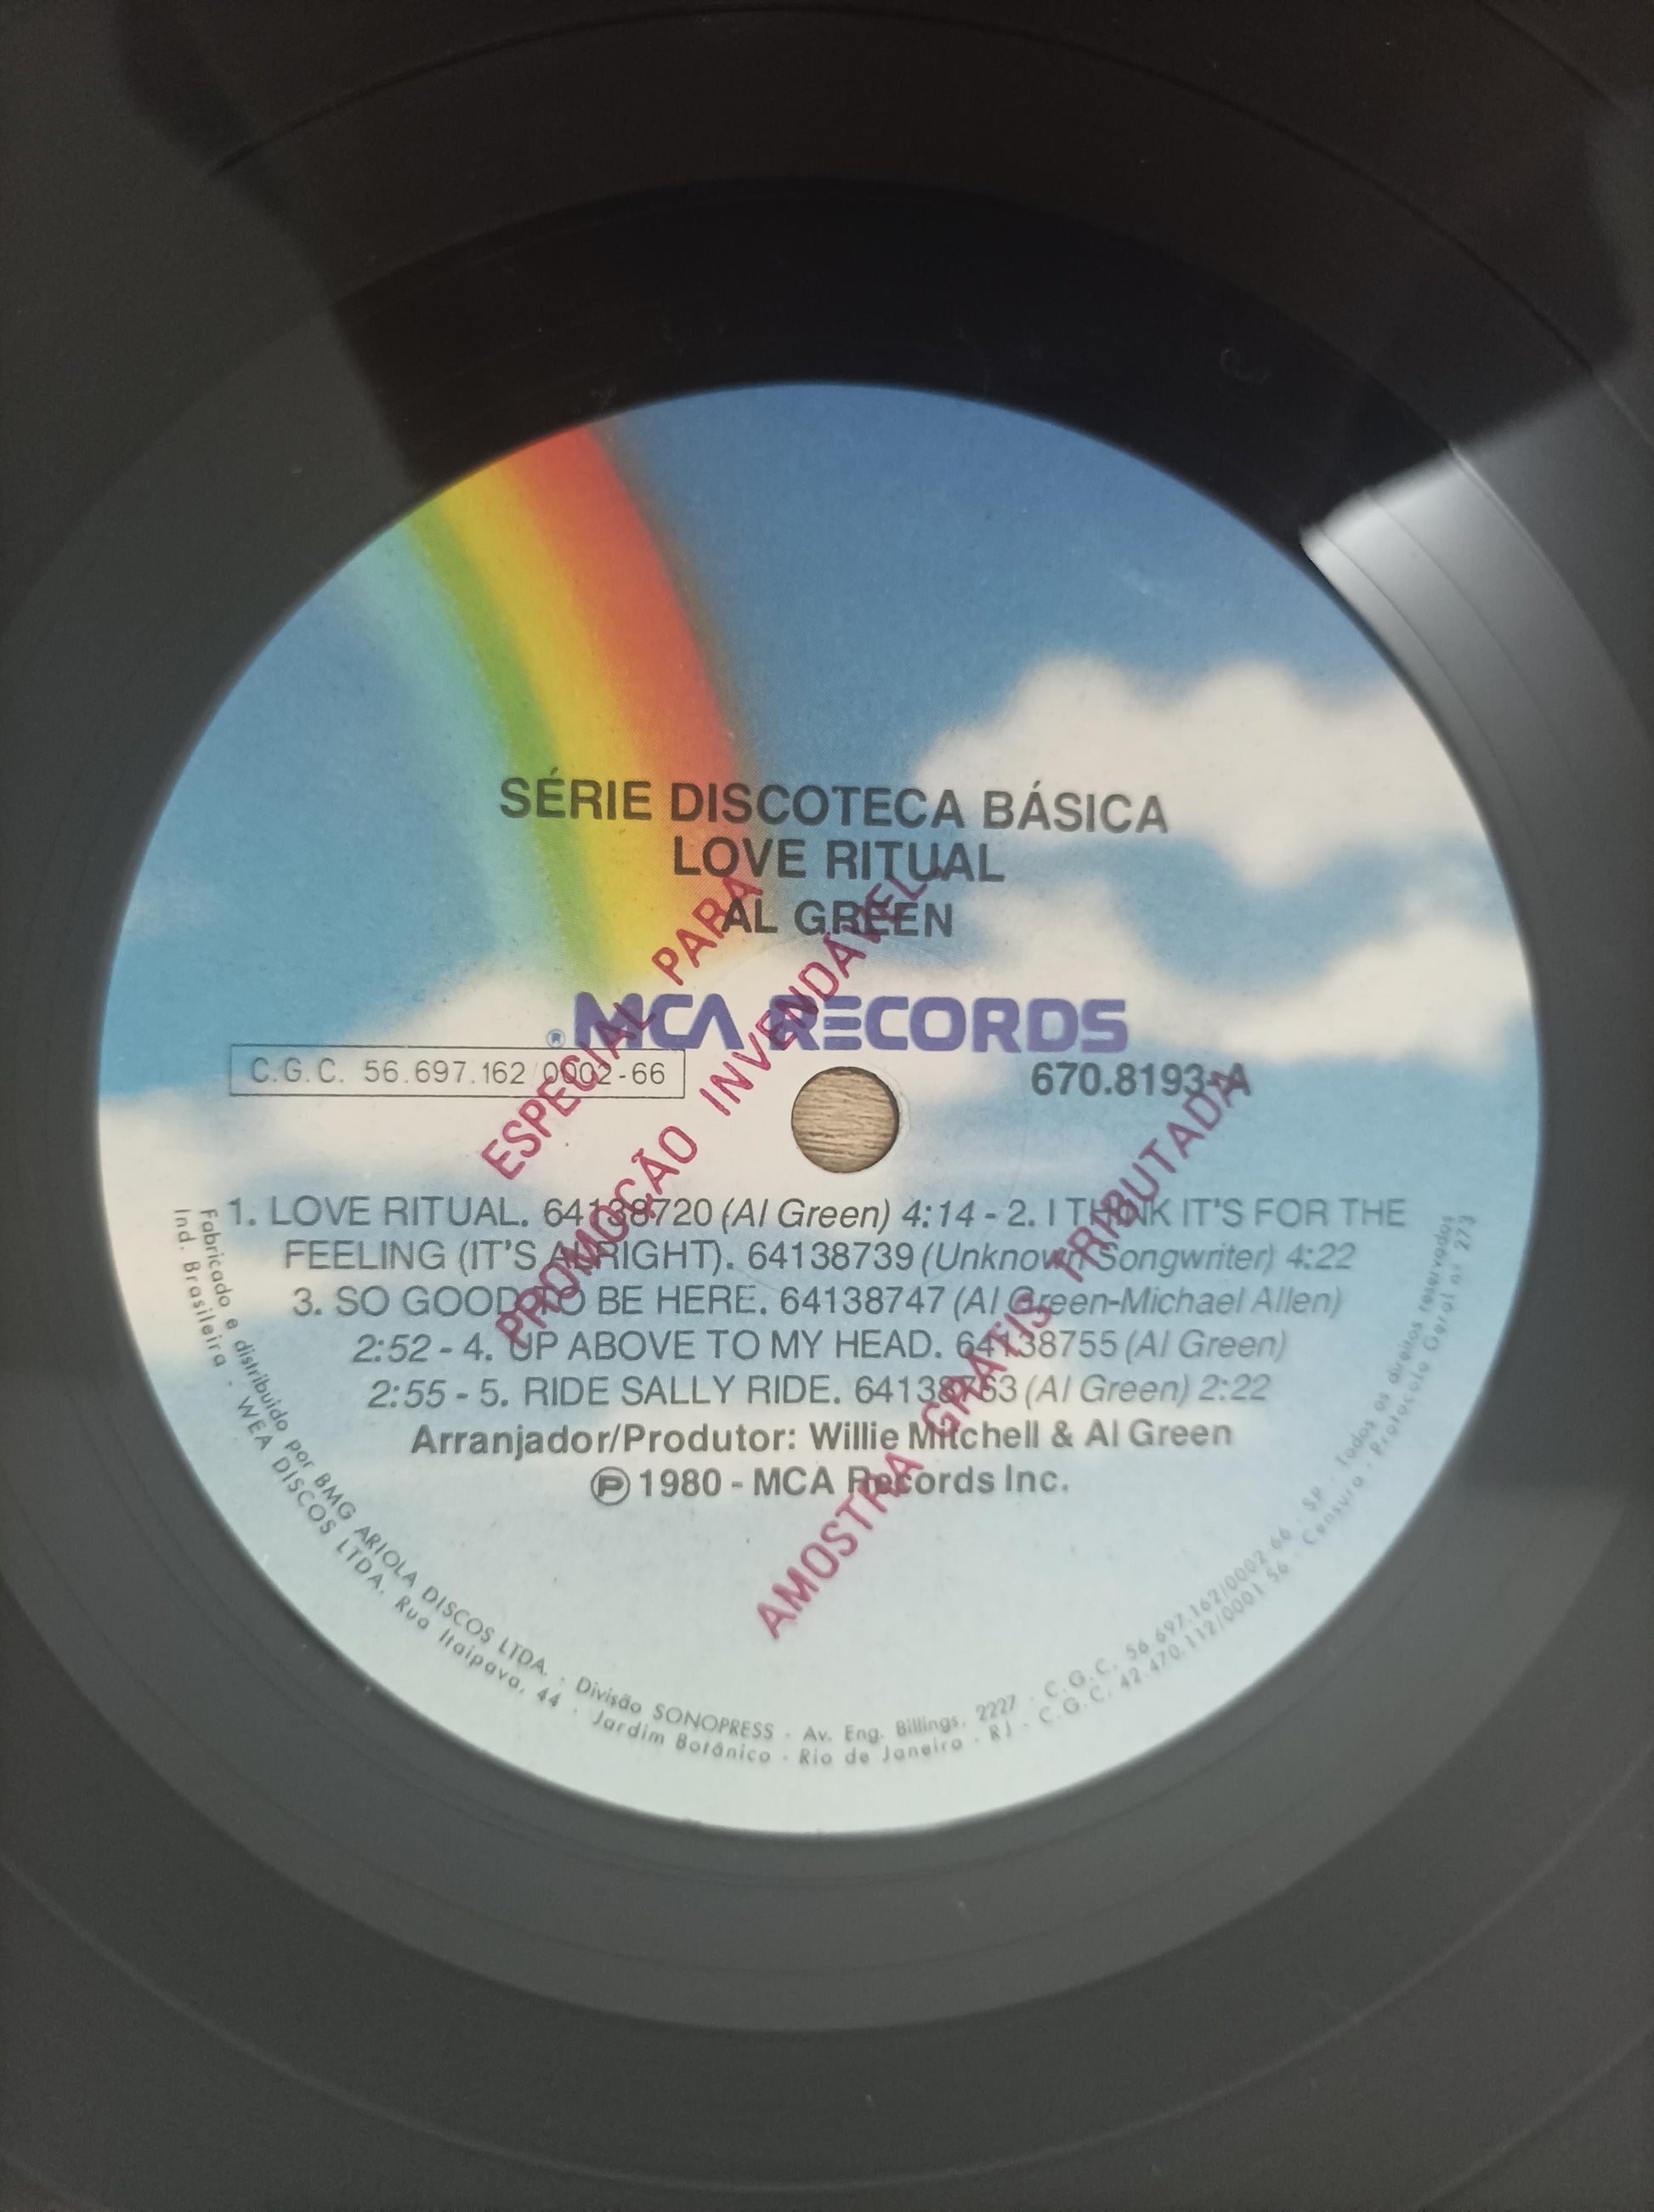 SÉRIE DISCOTECA BÁSICA
LOVE RITUAL
AL GREEN
® MCA RECORDS
C.G.C. 56.697.162/0002-66
670.8193-A
ESPECIAL PARA
PROMOÇÃO INVENDÁVEL.
AMOSTRA GRÁTIS TRIBUTADA
1. LOVE RITUAL. 64138720 (Al Green) 4:14 - 2. I THINK IT'S FOR THE
FEELING (IT'S ALRIGHT). 64138739 (Unknown Songwriter) 4:22
3. SO GOOD TO BE HERE. 64138747 (Al Green-Michael Allen)
2:52 - 4. UP ABOVE TO MY HEAD. 64138755 (Al Green)
2:55 - 5. RIDE SALLY RIDE. 64138763 (Al Green) 2:22
Arranjador/Produtor: Willie Mitchell & Al Green
℗ 1980 - MCA Records Inc.
Fabricado e distribuído por BMG ARIOLA DISCOS LTDA. - Divisão SONOPRESS - Av. Eng. Billings, 2227 - C.G.C. 56.697.162/0002-66 - SP - Todos os direitos reservados
Ind. Brasileira - WEA DISCOS LTDA. Rua Itaipava, 44 - Jardim Botânico - Rio de Janeiro - RJ - C.G.C. 42.470.112/0001-56 - Censura - Protocolo Geral nº 273